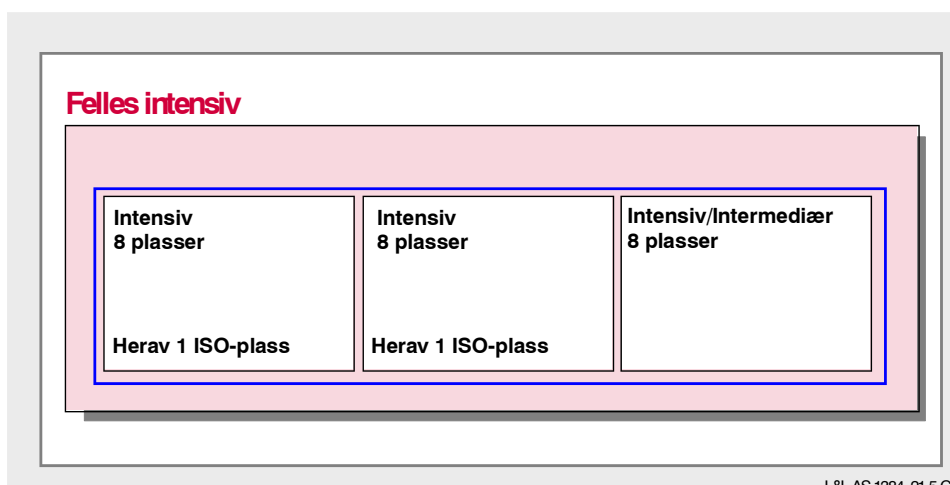 Felles intensiv
Intensiv
8 plasser
Herav 1 ISO-plass
Intensiv
8 plasser
Herav 1 ISO-plass
Intensiv/Intermediær
8 plasser